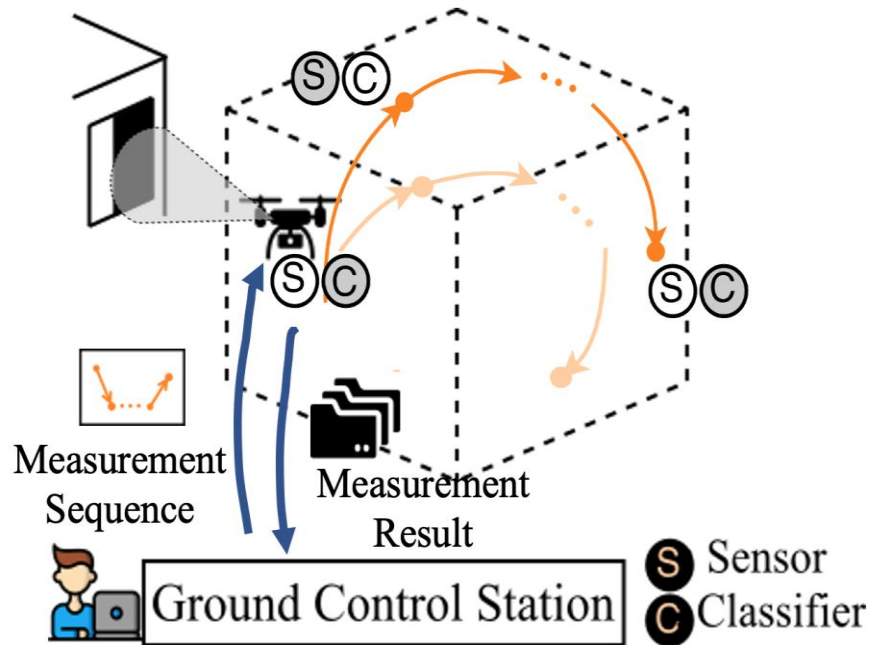 S C
S C
S C
Measurement
Sequence
Measurement
Result
Ground Control Station
S Sensor
C Classifier